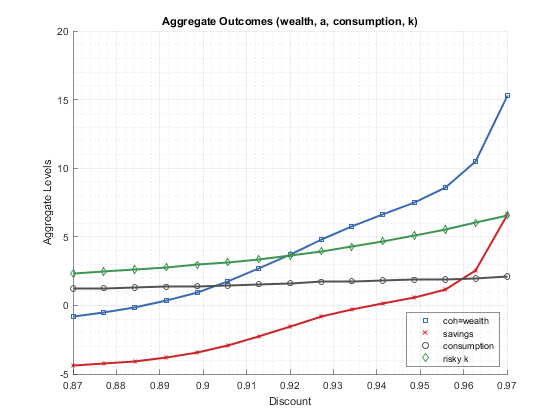 Aggregate Outcomes (wealth, a, consumption, k)
20
15
10
5
0
-5
Aggregate Levels
0.87 0.88 0.89 0.9 0.91 0.92 0.93 0.94 0.95 0.96 0.97
Discount
coh=wealth
savings
consumption
risky k